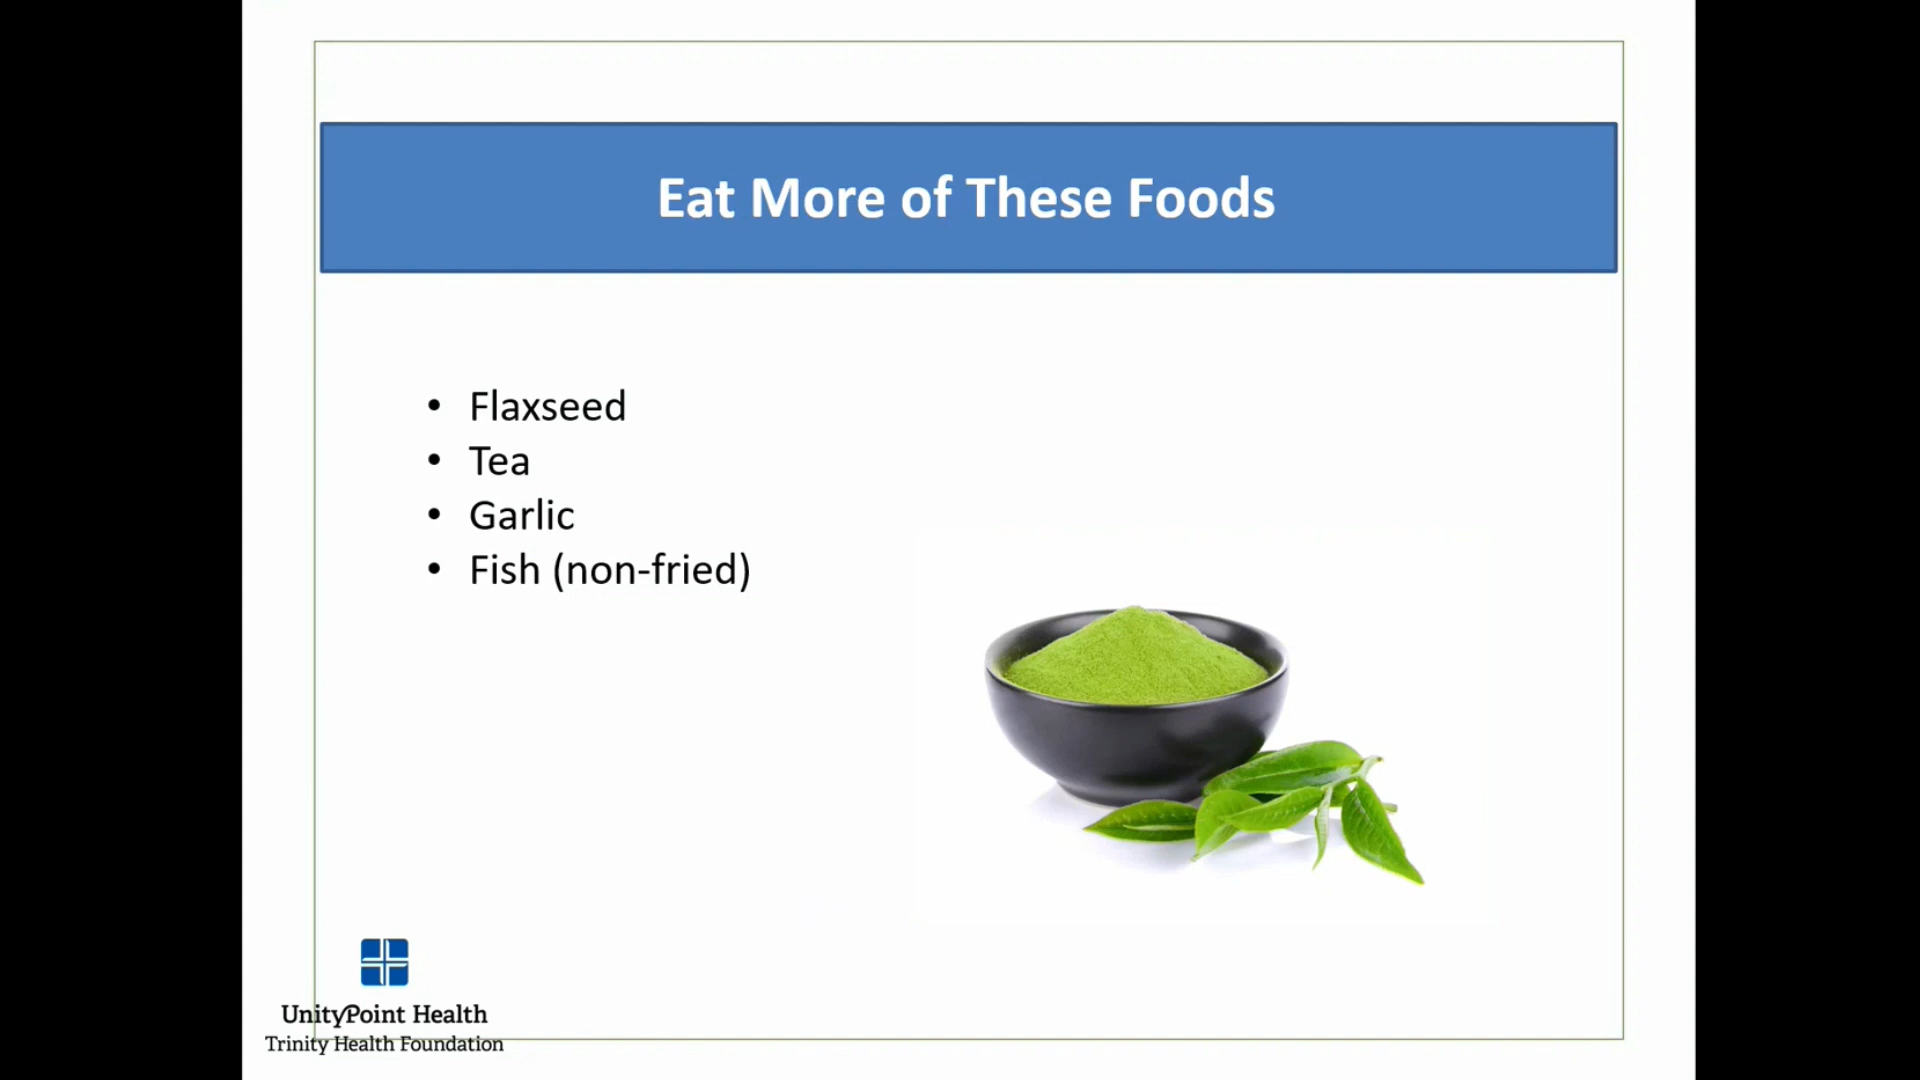 Eat More of These Foods
• Flaxseed
• Tea
• Garlic
• Fish (non-fried)
UnityPoint Health
Trinity Health Foundation